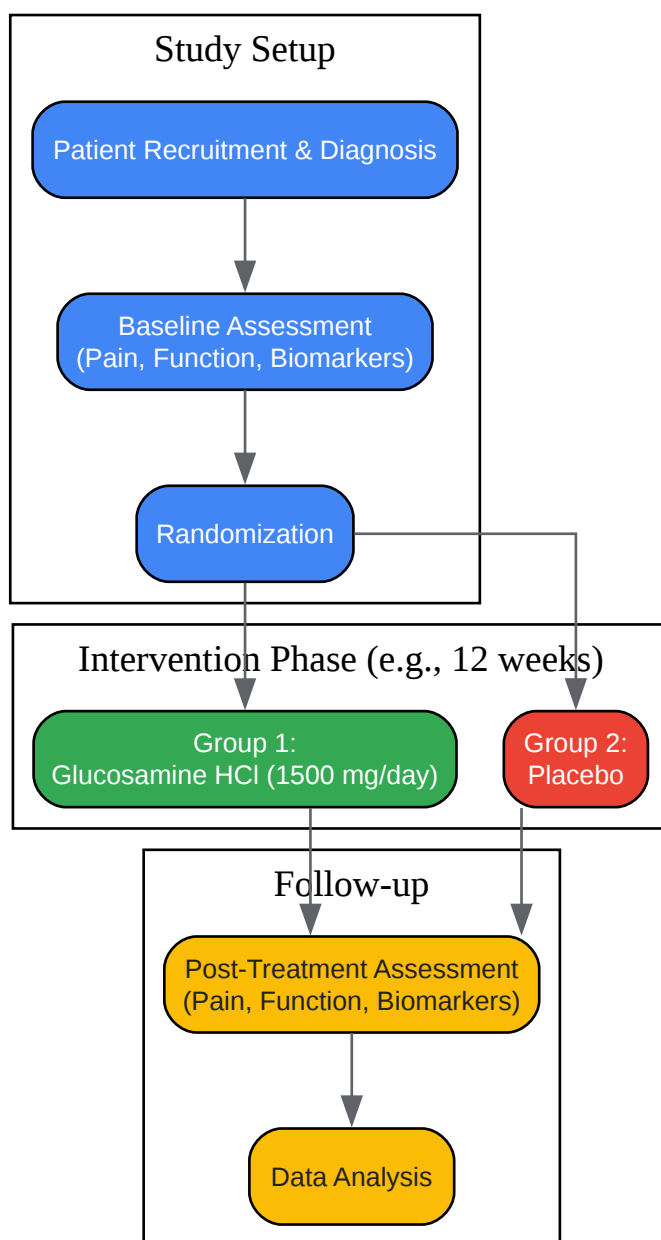 Study Setup
Patient Recruitment & Diagnosis
Baseline Assessment
(Pain, Function, Biomarkers)
Randomization
Intervention Phase (e.g., 12 weeks)
Group 1:
Glucosamine HCl (1500 mg/day)
Group 2:
Placebo
Follow-up
Post-Treatment Assessment
(Pain, Function, Biomarkers)
Data Analysis